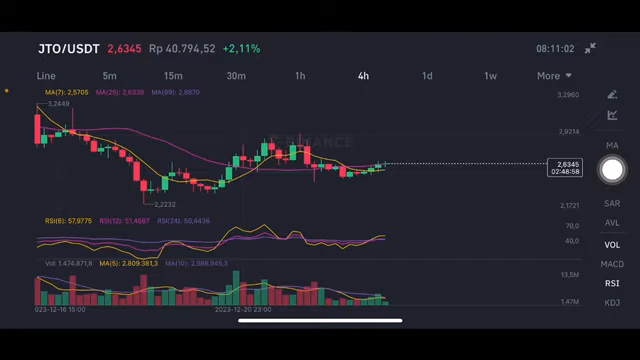 JTO/USDT 2,6345 Rp 40.794,52 +2,11% 08:11:02
Line 5m 15m 30m 1h 4h 1d 1w More
MA(7): 2,5705 MA(25): 2,6339 MA(99): 2,8870
3,2449
3,2960
2,9214
MA
BINANCE
2,6345
02:48:58
2,2232
2,1721
SAR
AVL
RSI(6): 57,9775 RSI(12): 51,4687 RSI(24): 50,4436
70,0
40,0
VOL
Vol: 1.474.871,8 MA(5): 2.809.381,3 MA(10): 2.986.946,3
MACD
13,5M
RSI
1,47M
KDJ
023-12-16 15:00 2023-12-20 23:00